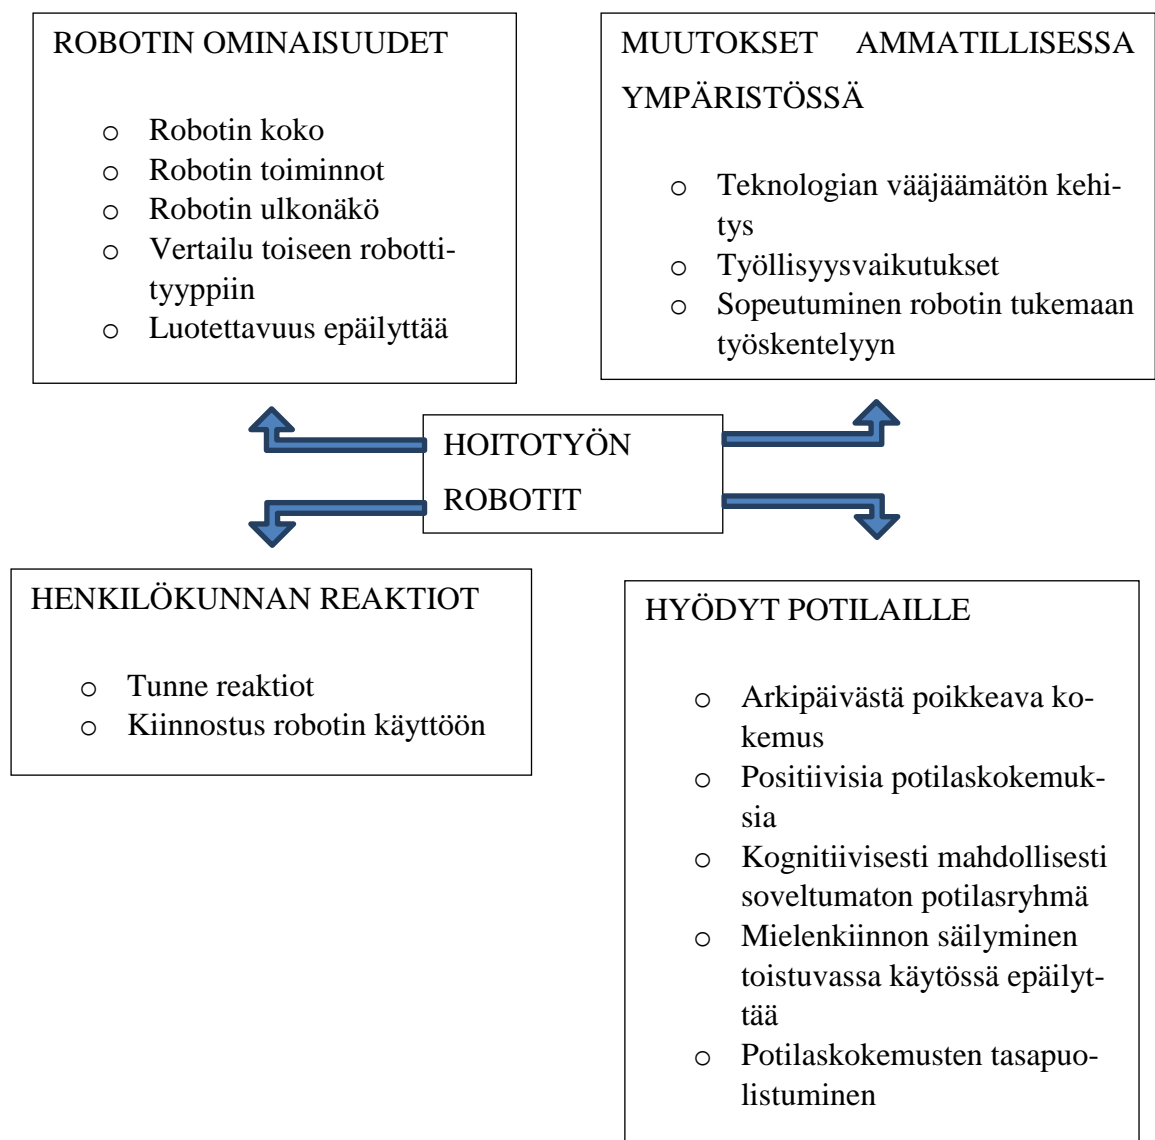 ROBOTIN OMINAISUUDET
o Robotin koko
o Robotin toiminnot
o Robotin ulkonäkö
o Vertailu toiseen robotti-
tyyppiin
o Luotettavuus epäilyttää
MUUTOKSET AMMATILLISESSA
YMPÄRISTÖSSÄ
o Teknologian vääjäämätön kehi-
tys
o Työllisyysvaikutukset
o Sopeutuminen robotin tukemaan
työskentelyyn
HOITOTYÖN
ROBOTIT
HENKILÖKUNNAN REAKTIOT
o Tunne reaktiot
o Kiinnostus robotin käyttöön
HYÖDYT POTILAILLE
o Arkipäivästä poikkeava ko-
kemus
o Positiivisia potilaskokemuk-
sia
o Kognitiivisesti mahdollisesti
soveltumaton potilasryhmä
o Mielenkiinnon säilyminen
toistuvassa käytössä epäilyt-
tää
o Potilaskokemusten tasapuo-
listuminen